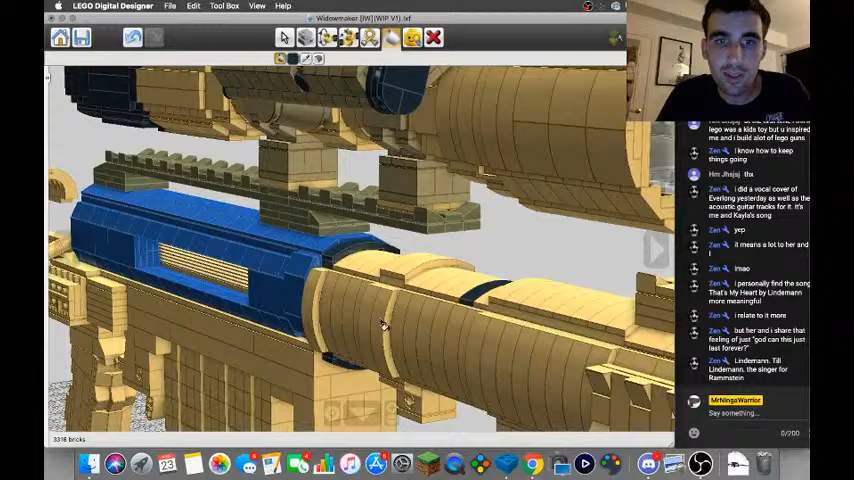 LEGO Digital Designer File Edit Tool Box View Help
Widowmaker [IW](WIP V1).lxf
lego was a kids toy but u inspired
me and i build alot of lego guns
Zen i know how to keep
things going
Hm Jhsjsj thx
Zen i did a vocal cover of
Everlong yesterday as well as the
acoustic guitar tracks for it. it's
me and Kayla's song
Zen yep
Zen it means a lot to her and
I
Zen lmao
Zen i personally find the song
That's My Heart by Lindemann
more meaningful
Zen i relate to it more
Zen but her and i share that
feeling of just "god can this just
last forever?"
Zen Lindemann. Till
Lindemann, the singer for
Rammstein
MrNingaWarrior
Say something...
0/200
3316 bricks
23